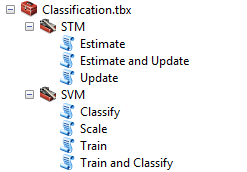 Classification.tbx
STM
Estimate
Estimate and Update
Update
SVM
Classify
Scale
Train
Train and Classify